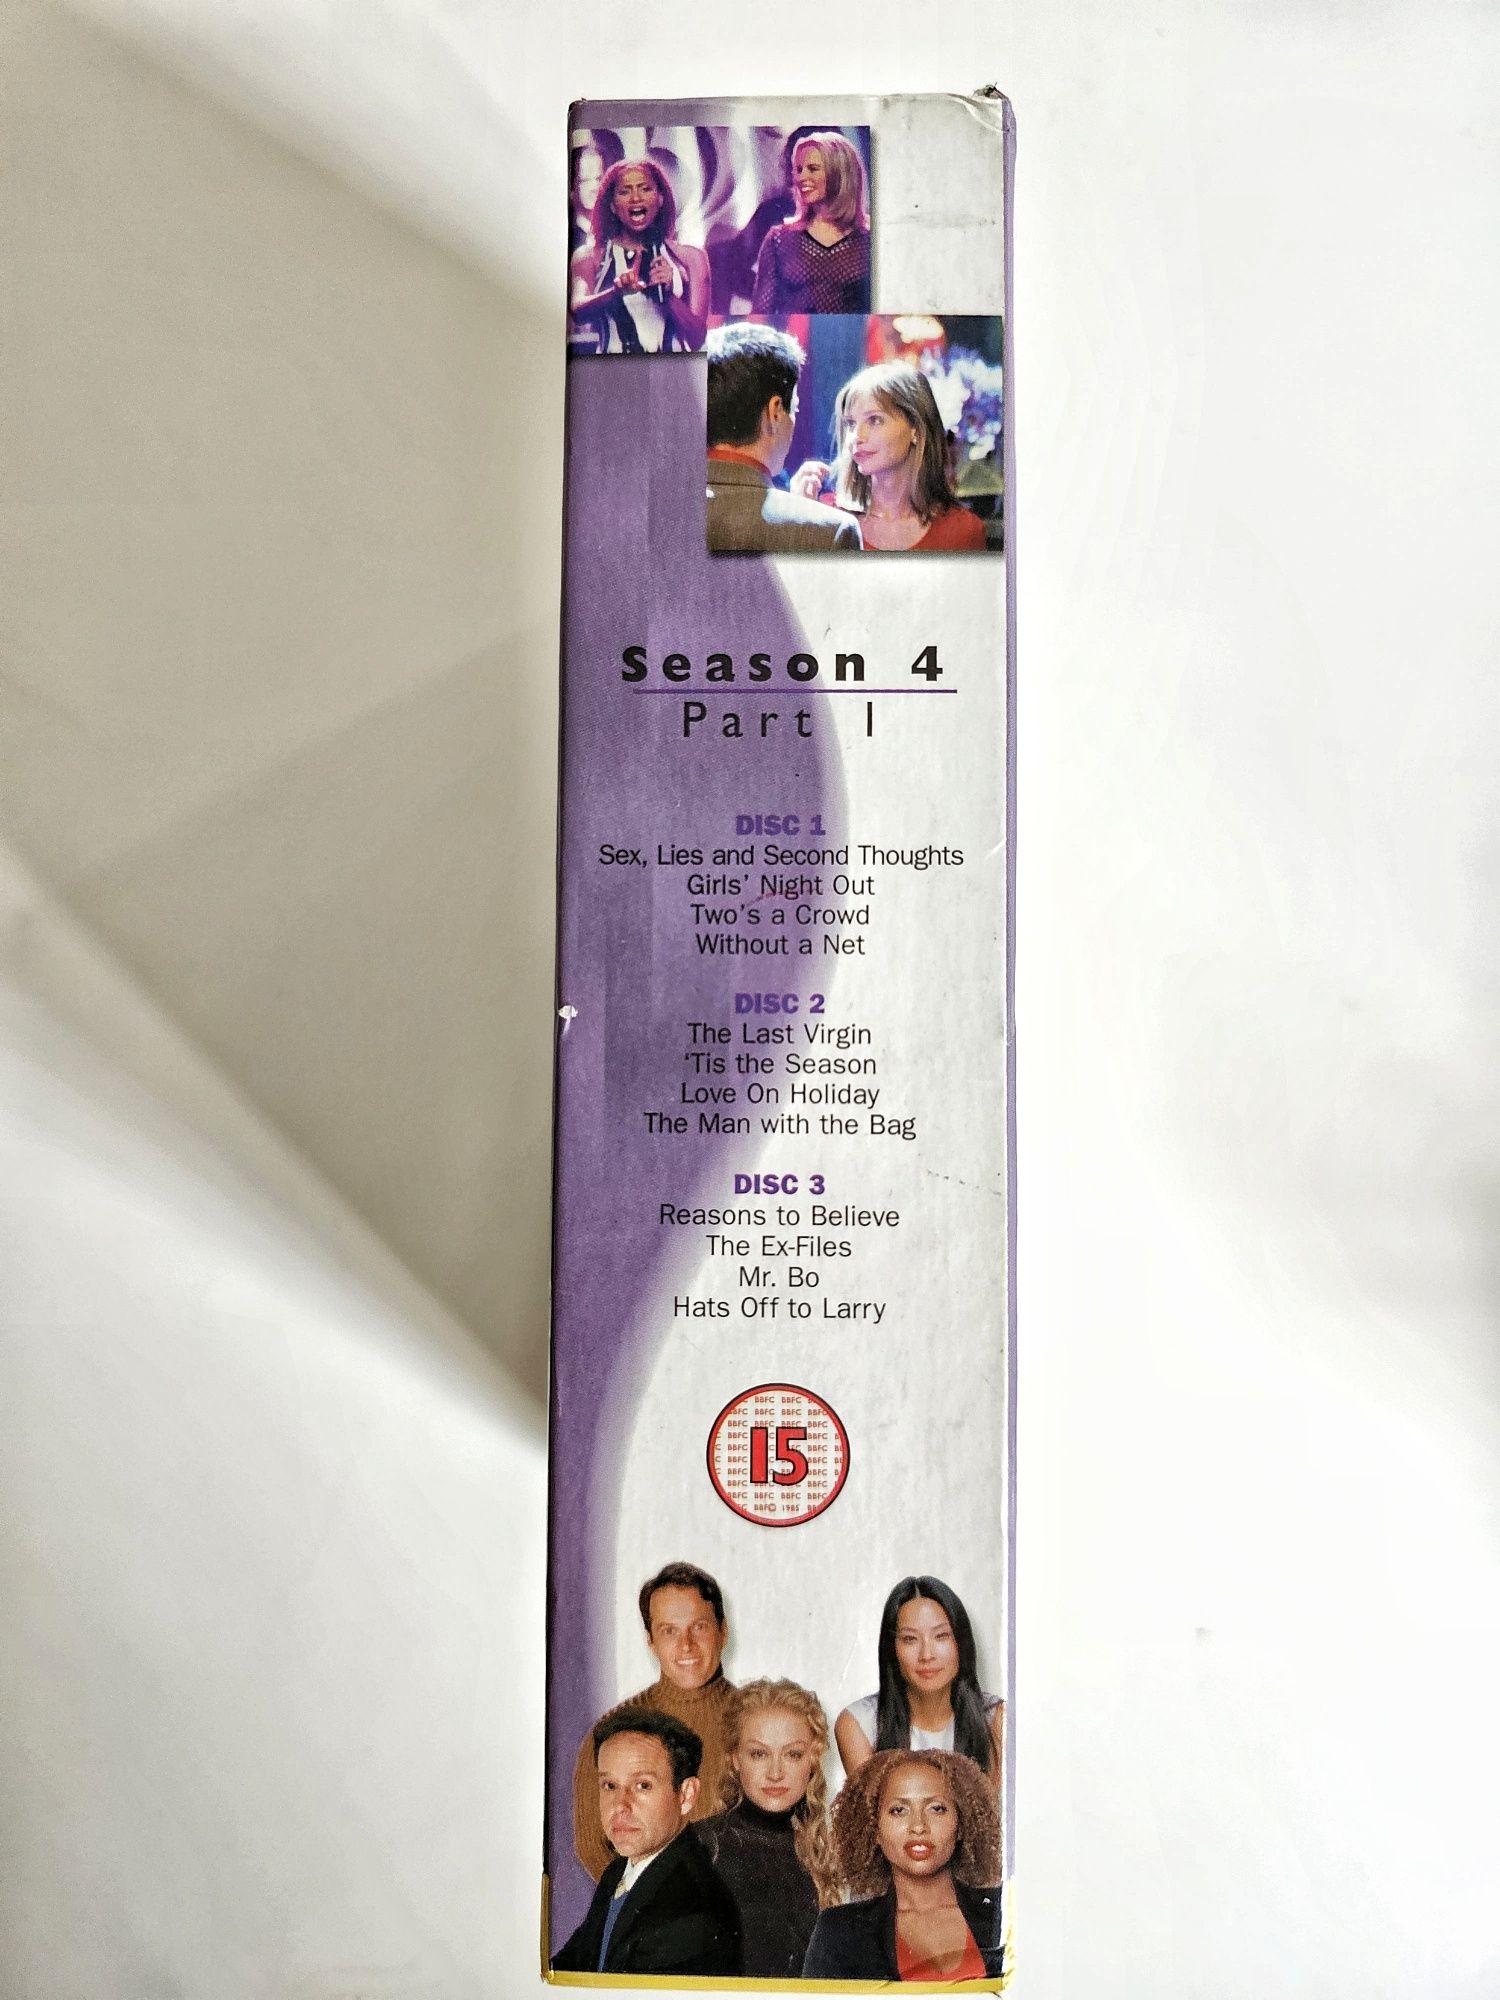 Season 4
Part 1
DISC 1
Sex, Lies and Second Thoughts
Girls' Night Out
Two's a Crowd
Without a Net
DISC 2
The Last Virgin
'Tis the Season
Love On Holiday
The Man with the Bag
DISC 3
Reasons to Believe
The Ex-Files
Mr. Bo
Hats Off to Larry
15